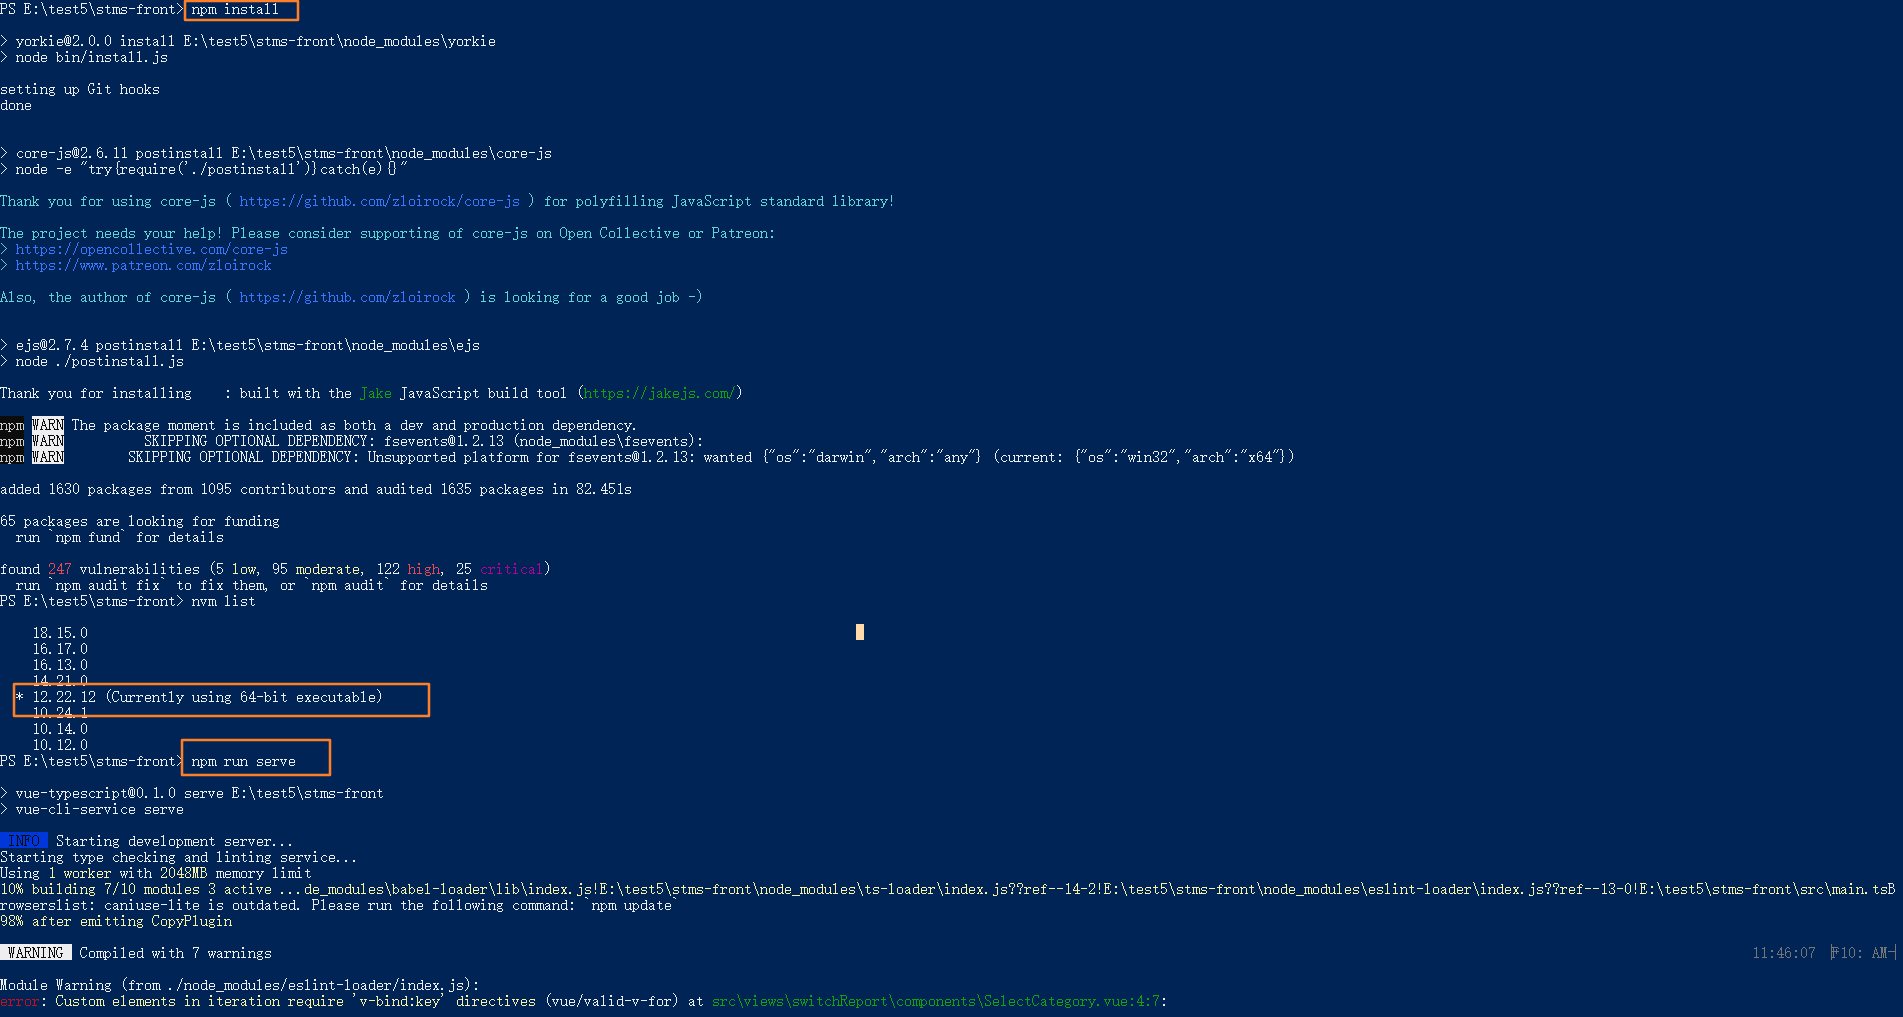 PS E:\test5\stms-front> npm install
> yorkie@2.0.0 install E:\test5\stms-front\node_modules\yorkie
> node bin/install.js
setting up Git hooks
done
> core-js@2.6.11 postinstall E:\test5\stms-front\node_modules\core-js
> node -e "try{require('./postinstall')}catch(e){}"
Thank you for using core-js ( https://github.com/zloirock/core-js ) for polyfilling JavaScript standard library!
The project needs your help! Please consider supporting of core-js on Open Collective or Patreon:
> https://opencollective.com/core-js
> https://www.patreon.com/zloirock
Also, the author of core-js ( https://github.com/zloirock ) is looking for a good job -)
> ejs@2.7.4 postinstall E:\test5\stms-front\node_modules\ejs
> node ./postinstall.js
Thank you for installing    : built with the Jake JavaScript build tool (https://jakejs.com/)
npm WARN The package moment is included as both a dev and production dependency.
npm WARN          SKIPPING OPTIONAL DEPENDENCY: fsevents@1.2.13 (node_modules\fsevents):
npm WARN        SKIPPING OPTIONAL DEPENDENCY: Unsupported platform for fsevents@1.2.13: wanted {"os":"darwin","arch":"any"} (current: {"os":"win32","arch":"x64"})
added 1630 packages from 1095 contributors and audited 1635 packages in 82.451s
65 packages are looking for funding
  run `npm fund` for details
found 247 vulnerabilities (5 low, 95 moderate, 122 high, 25 critical)
  run `npm audit fix` to fix them, or `npm audit` for details
PS E:\test5\stms-front> nvm list
    18.15.0
    16.17.0
    16.13.0
    14.21.0
  * 12.22.12 (Currently using 64-bit executable)
    10.24.1
    10.14.0
    10.12.0
PS E:\test5\stms-front> npm run serve
> vue-typescript@0.1.0 serve E:\test5\stms-front
> vue-cli-service serve
 INFO  Starting development server...
Starting type checking and linting service...
Using 1 worker with 2048MB memory limit
10% building 7/10 modules 3 active ...de_modules\babel-loader\lib\index.js!E:\test5\stms-front\node_modules\ts-loader\index.js??ref--14-2!E:\test5\stms-front\node_modules\eslint-loader\index.js??ref--13-0!E:\test5\stms-front\src\main.tsB
rowserslist: caniuse-lite is outdated. Please run the following command: `npm update`
98% after emitting CopyPlugin
 WARNING  Compiled with 7 warnings 11:46:07 AM
Module Warning (from ./node_modules/eslint-loader/index.js):
error: Custom elements in iteration require 'v-bind:key' directives (vue/valid-v-for) at src\views\switchReport\components\SelectCategory.vue:4:7: